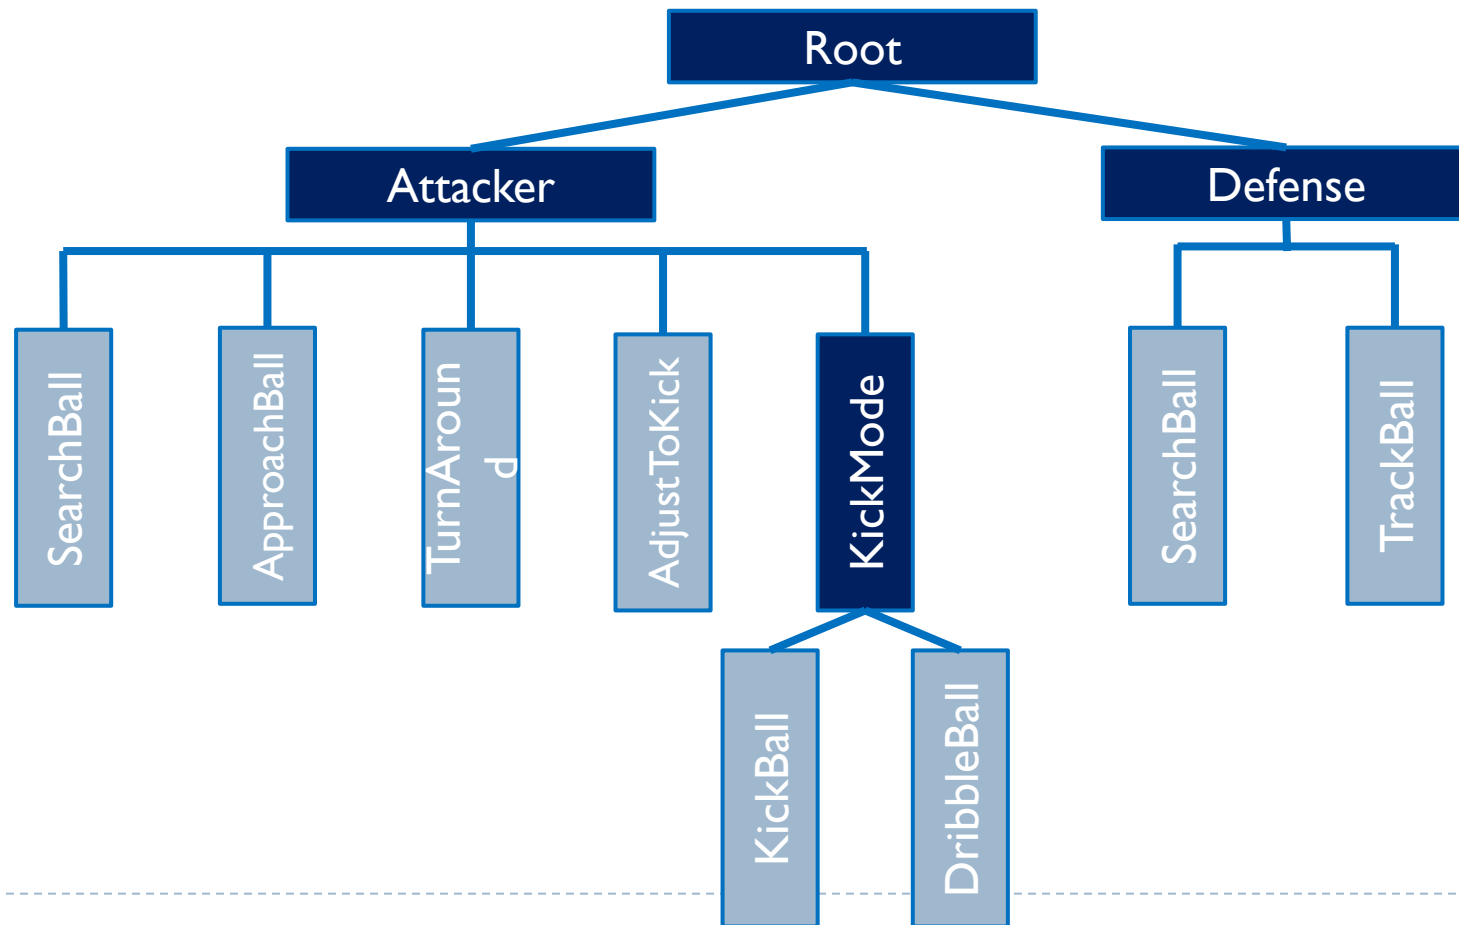 Root
Attacker
Defense
SearchBall
ApproachBall
TurnAroun
d
AdjustToKick
KickMode
SearchBall
TrackBall
KickBall
DribbleBall